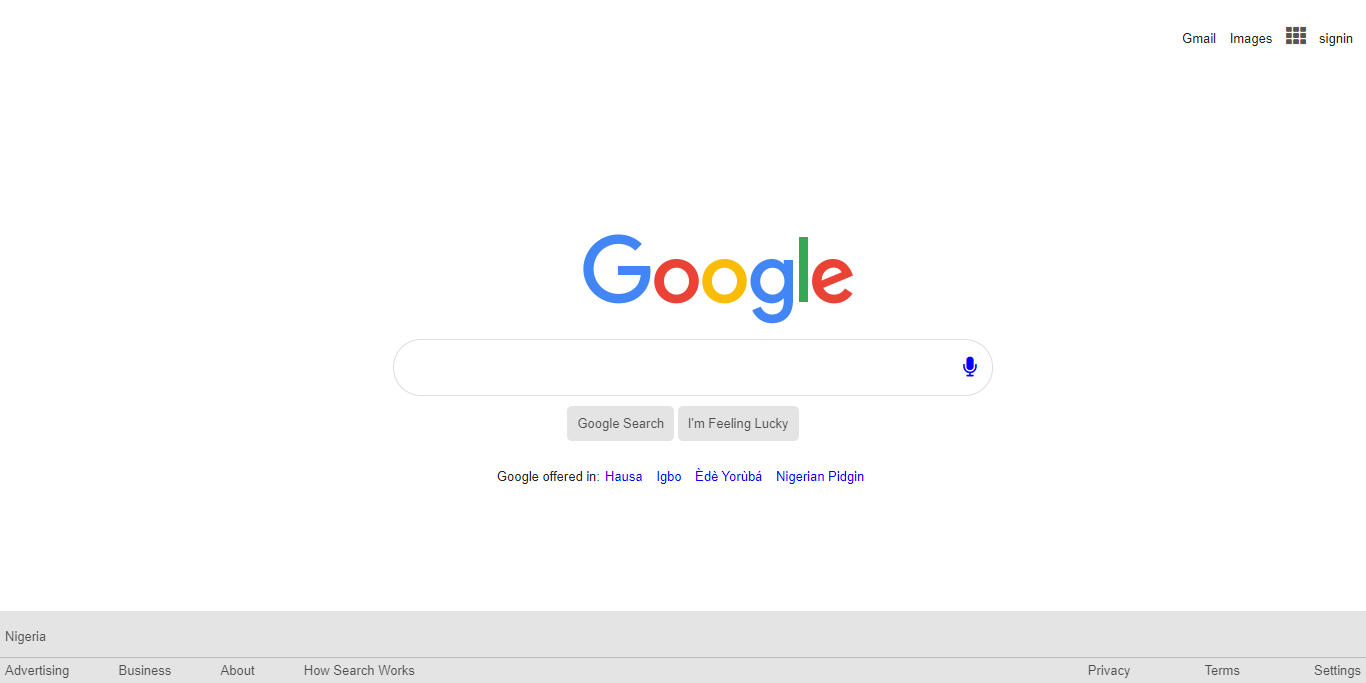 Gmail Images signin
Google
Google Search I'm Feeling Lucky
Google offered in: Hausa Igbo Èdè Yorùbá Nigerian Pidgin
Nigeria
Advertising Business About How Search Works Privacy Terms Settings